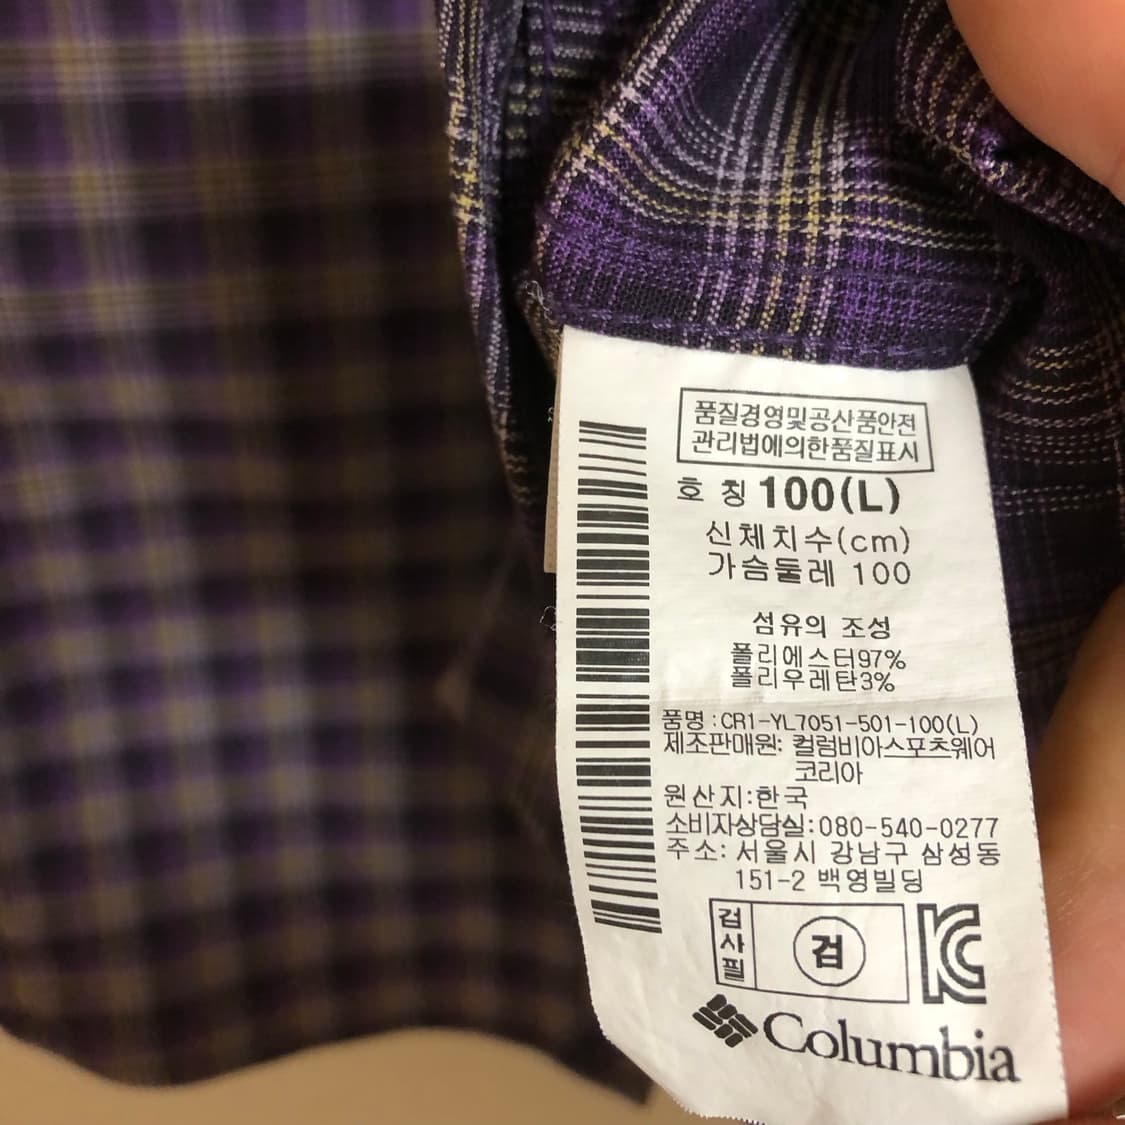 품질경영및공산품안전
관리법에의한품질표시
호 칭 100(L)
신체치수(cm)
가슴둘레 100
섬유의 조성
폴리에스터97%
폴리우레탄3%
품명:CR1-YL7051-501-100(L)
제조판매원: 컬럼비아스포츠웨어
코리아
원산지:한국
소비자상담실:080-540-0277
주소: 서울시 강남구 삼성동
151-2 백영빌딩
검사필
검
Columbia